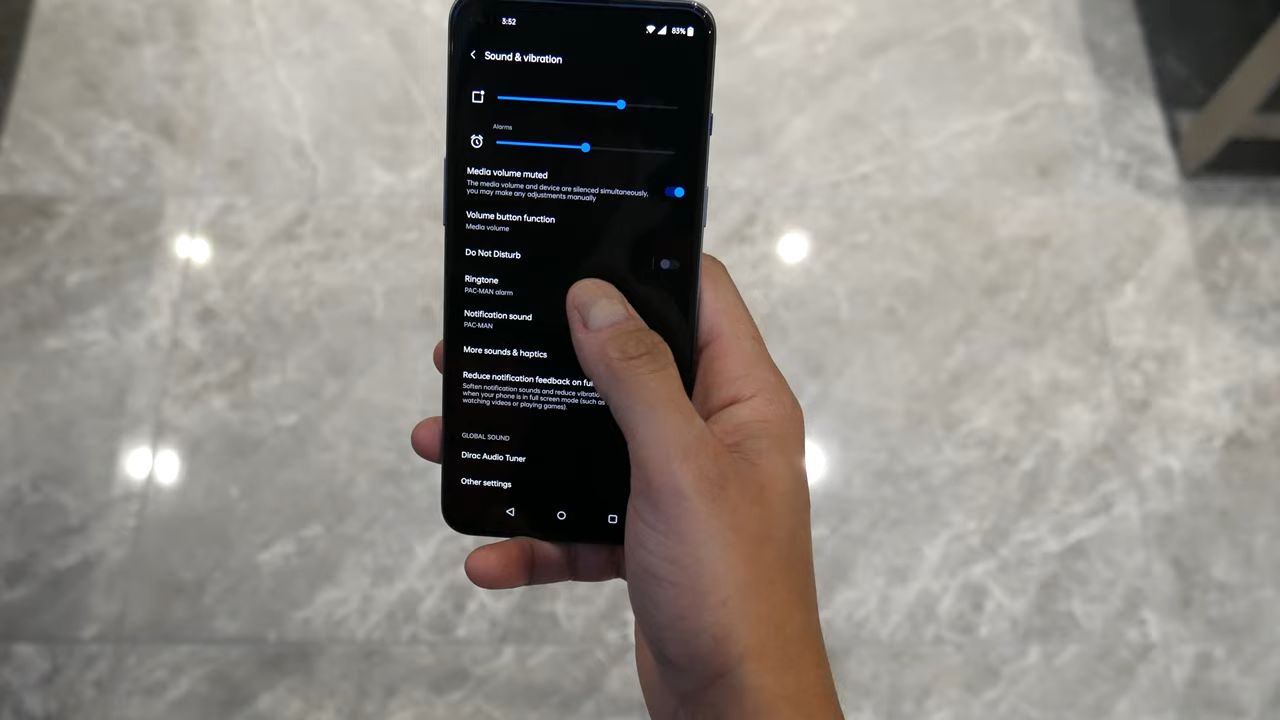 3:52
83%
Sound & vibration
Alarms
Media volume muted
The media volume and device are silenced simultaneously,
you may make any adjustments manually
Volume button function
Media volume
Do Not Disturb
Ringtone
PAC-MAN alarm
Notification sound
PAC-MAN
More sounds & haptics
Reduce notification feedback on
Soften notification sounds and reduce
when your phone is in full screen mode (such as
watching videos or playing games).
GLOBAL SOUND
Dirac Audio Tuner
Other settings